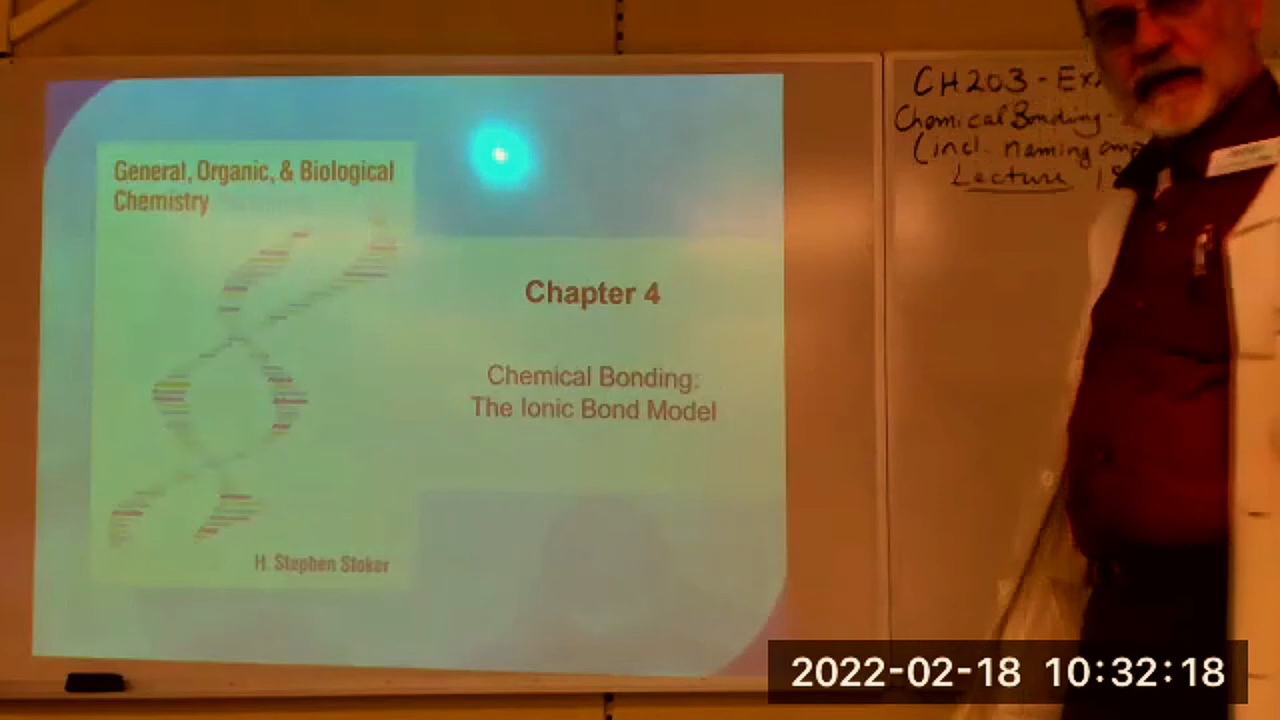 General, Organic, & Biological
Chemistry
Chapter 4
Chemical Bonding:
The Ionic Bond Model
H. Stephen Stoker
CH203 - Ex
Chemical Bonding-
(incl. naming
Lecture
2022-02-18 10:32:18